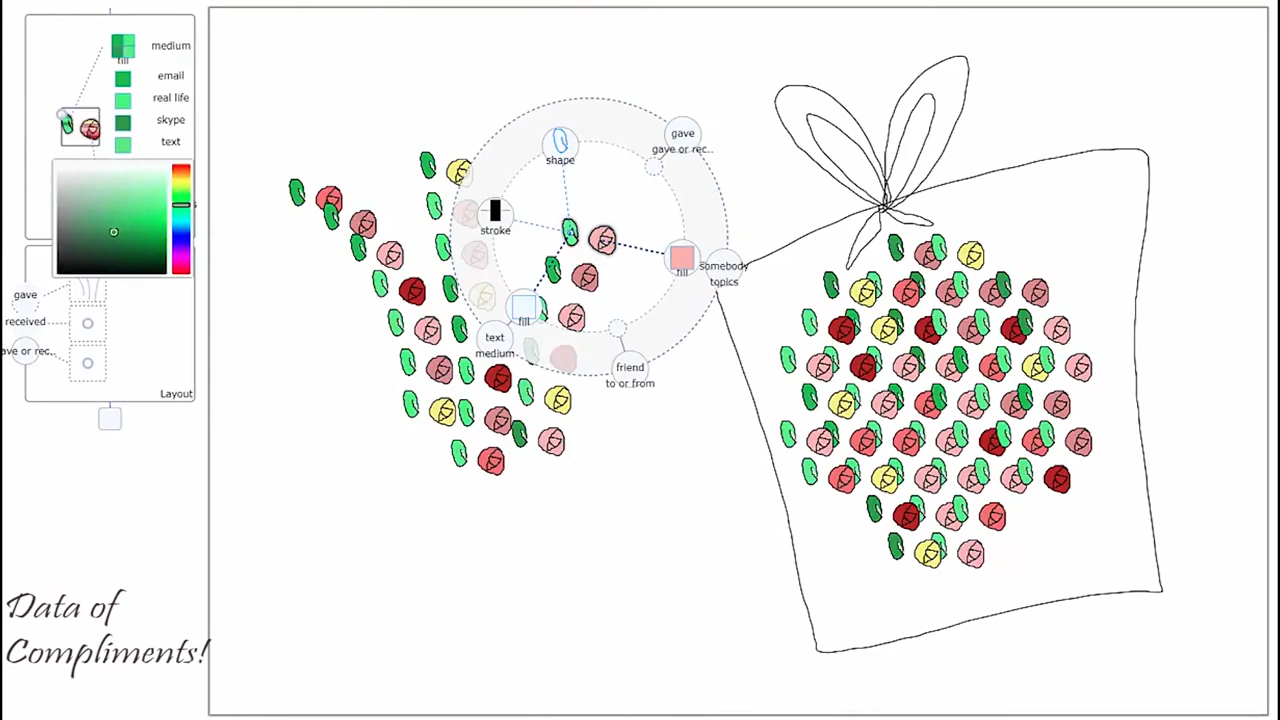 medium
fill
email
real life
skype
text
gave
received
ave or rec..
Layout
shape
gave
gave or rec..
stroke
fill
somebody
topics
fill
text
medium
friend
to or from
Data of
Compliments!